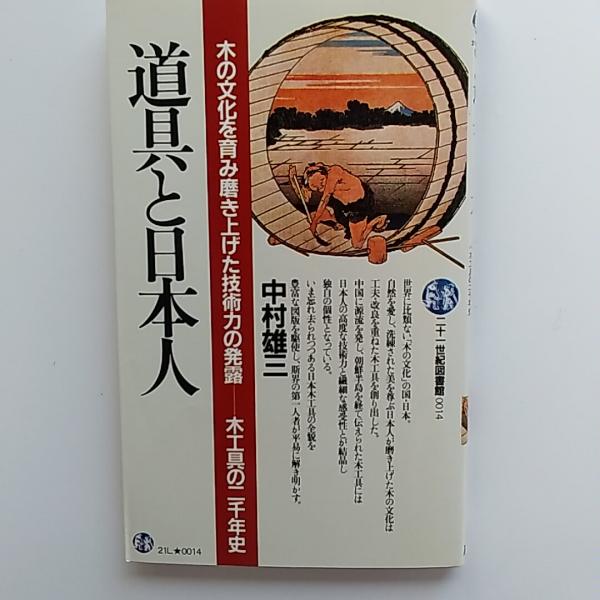 道具と日本人
木の文化を育み磨き上げた技術力の発露──木工具の二千年史
中村雄三
世界に比類ない「木の文化」の国・日本。
自然を愛し、洗練された美を尊ぶ日本人が磨き上げた木の文化は
工夫・改良を重ねた木工具を創り出した。
中国に源流を発し、朝鮮半島を経て伝えられた木工具には
日本人の高度な技術力と繊細な感受性とが結晶し
独自の個性となっている。
いま忘れ去られつつある日本木工具の全貌を
豊富な図版を駆使し、斯界の第一人者が平易に解き明かす。
二十一世紀図書館 0014
21L★0014